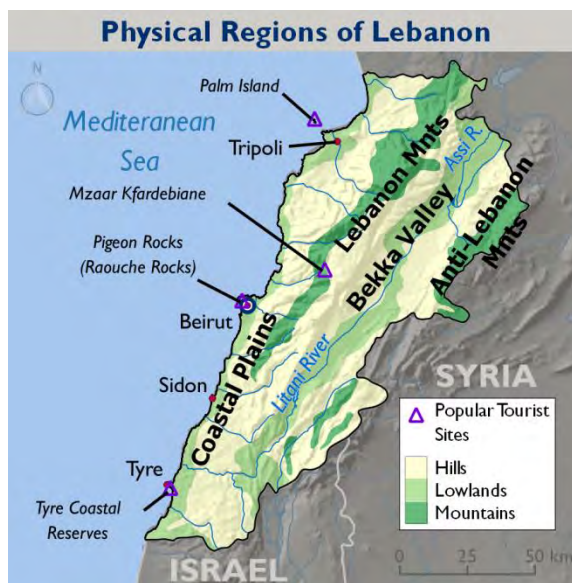 Physical Regions of Lebanon
N
Palm Island
Mediteranean
Sea
Tripoli
Mzaar Kfardebiane
Pigeon Rocks
(Raouche Rocks)
Beirut
Sidon
Tyre
Tyre Coastal
Reserves
Coastal Plains
Lebanon Mnts
Bekka Valley
Anti-Lebanon
Mnts
Assi R.
Litani River
SYRIA
ISRAEL
Popular Tourist
Sites
Hills
Lowlands
Mountains
0 25 50 km